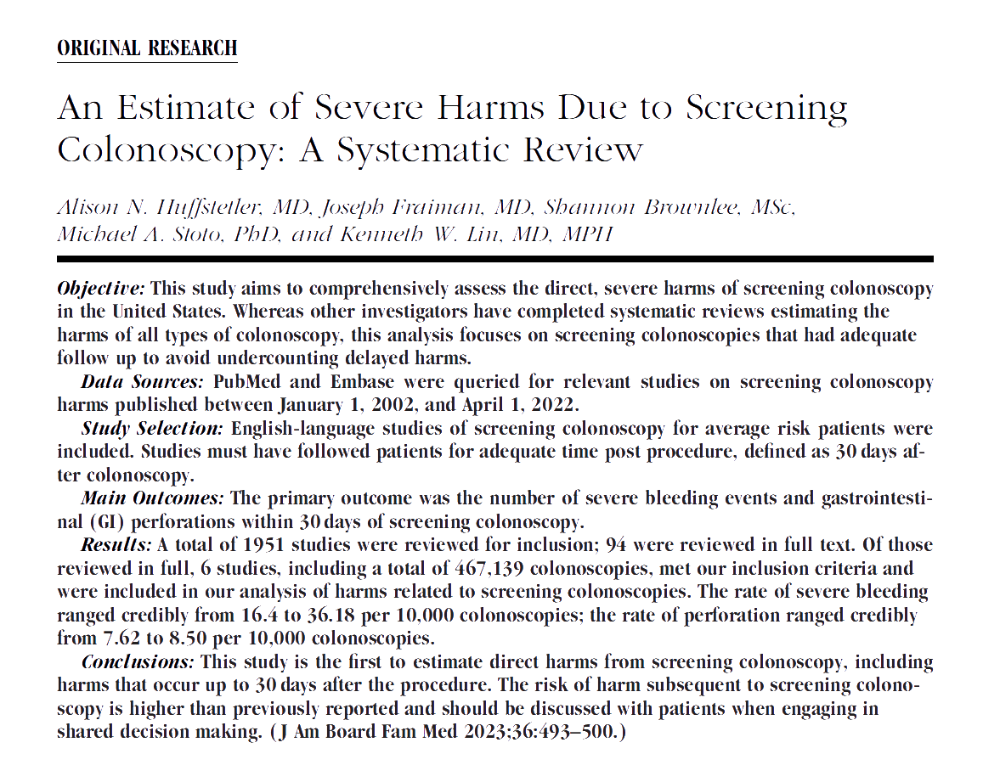 ORIGINAL RESEARCH
An Estimate of Severe Harms Due to Screening
Colonoscopy: A Systematic Review
Alison N. Huffstetler, MD, Joseph Fraiman, MD, Shannon Brownlee, MSc,
Michael A. Stoto, PhD, and Kenneth W. Lin, MD, MPH
Objective: This study aims to comprehensively assess the direct, severe harms of screening colonoscopy
in the United States. Whereas other investigators have completed systematic reviews estimating the
harms of all types of colonoscopy, this analysis focuses on screening colonoscopies that had adequate
follow up to avoid undercounting delayed harms.
Data Sources: PubMed and Embase were queried for relevant studies on screening colonoscopy
harms published between January 1, 2002, and April 1, 2022.
Study Selection: English-language studies of screening colonoscopy for average risk patients were
included. Studies must have followed patients for adequate time post procedure, defined as 30 days af-
ter colonoscopy.
Main Outcomes: The primary outcome was the number of severe bleeding events and gastrointesti-
nal (GI) perforations within 30 days of screening colonoscopy.
Results: A total of 1951 studies were reviewed for inclusion; 94 were reviewed in full text. Of those
reviewed in full, 6 studies, including a total of 467,139 colonoscopies, met our inclusion criteria and
were included in our analysis of harms related to screening colonoscopies. The rate of severe bleeding
ranged credibly from 16.4 to 36.18 per 10,000 colonoscopies; the rate of perforation ranged credibly
from 7.62 to 8.50 per 10,000 colonoscopies.
Conclusions: This study is the first to estimate direct harms from screening colonoscopy, including
harms that occur up to 30 days after the procedure. The risk of harm subsequent to screening colono-
scopy is higher than previously reported and should be discussed with patients when engaging in
shared decision making. (J Am Board Fam Med 2023;36:493–500.)